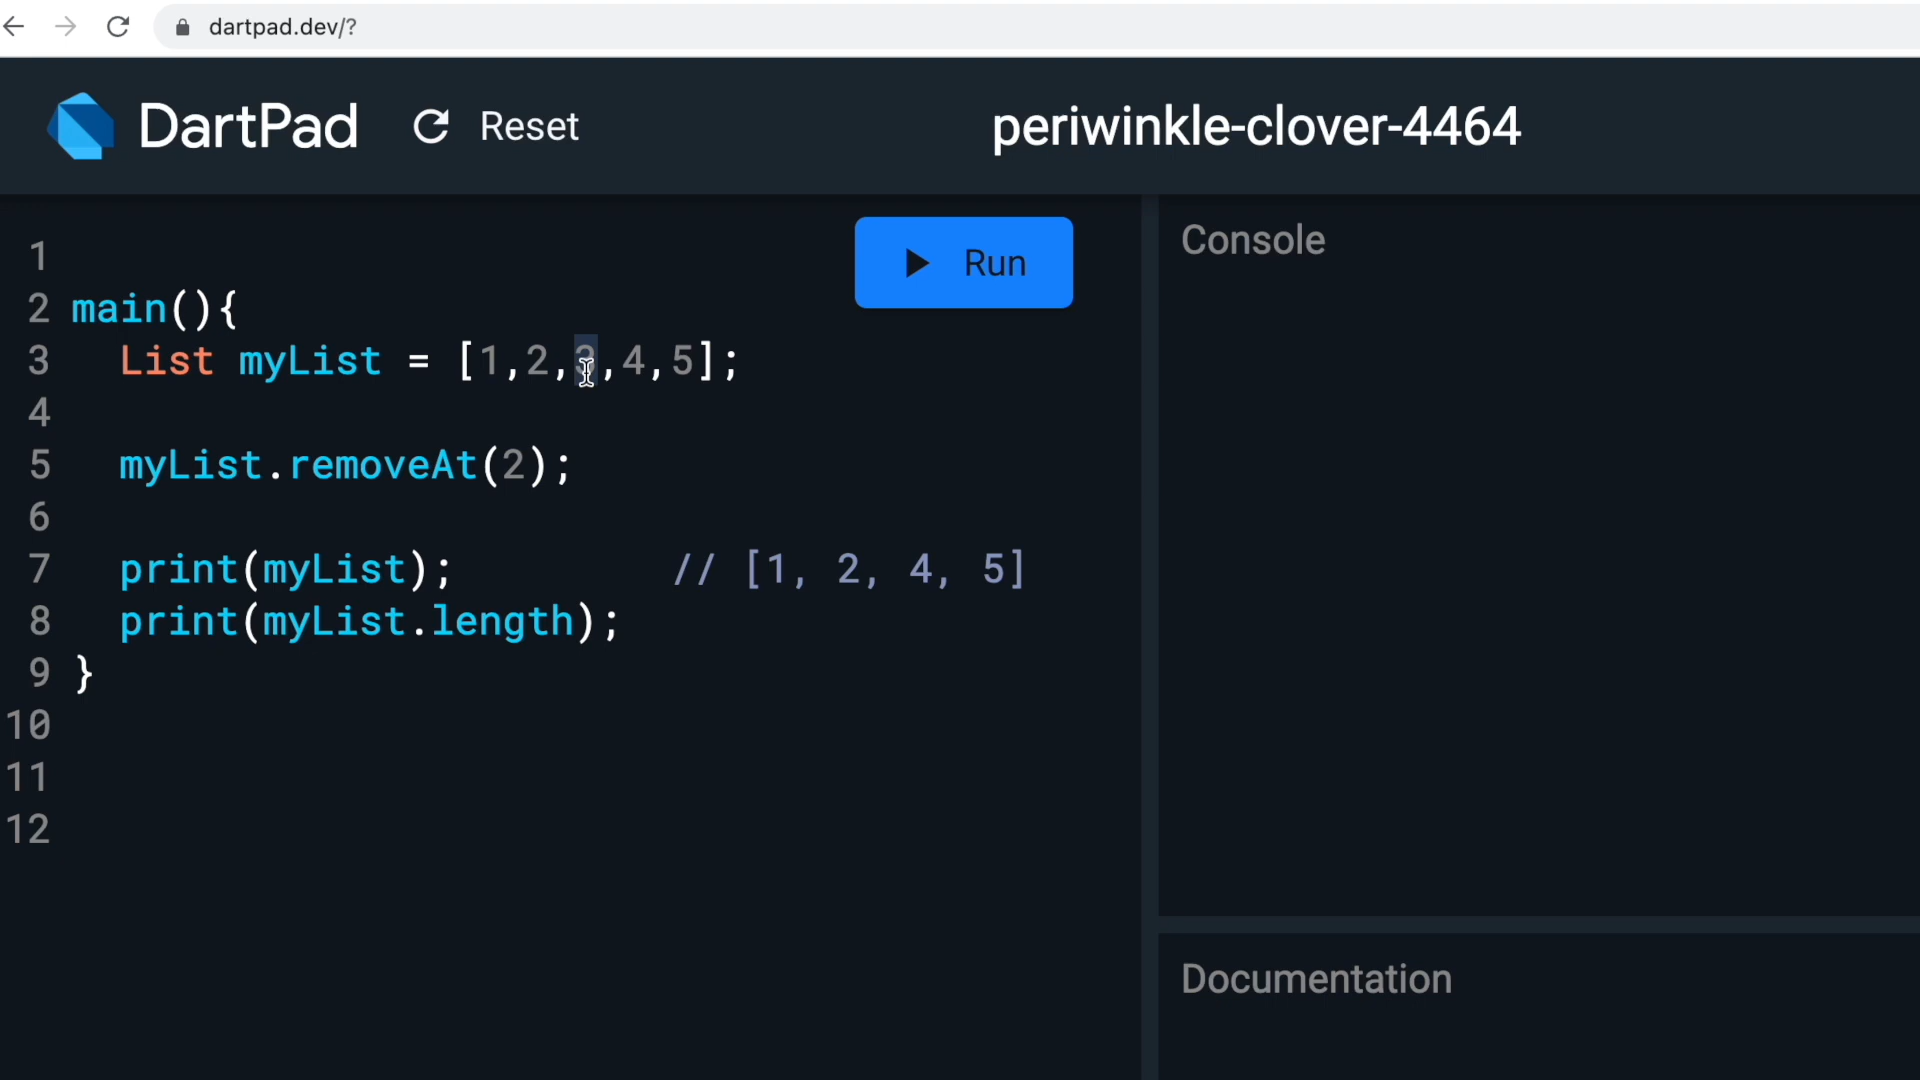 dartpad.dev/?
DartPad Reset periwinkle-clover-4464
Run
Console
1
2 main(){
3 List myList = [1,2,3,4,5];
4
5 myList.removeAt(2);
6
7 print(myList); // [1, 2, 4, 5]
8 print(myList.length);
9 }
10
11
12
Documentation